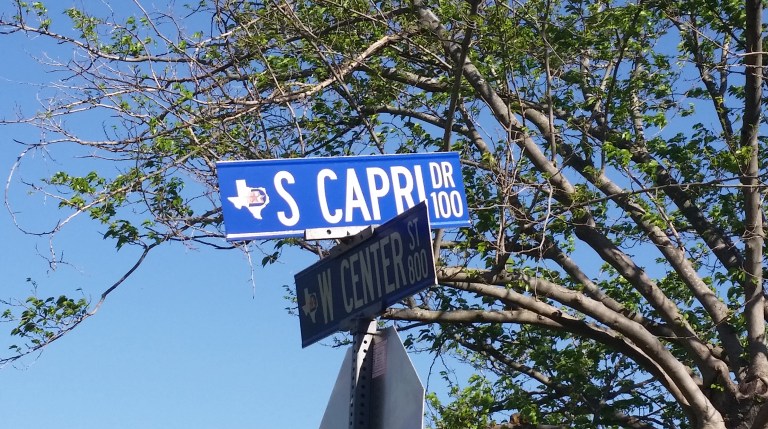 S CAPRI DR
100
W CENTER ST
800